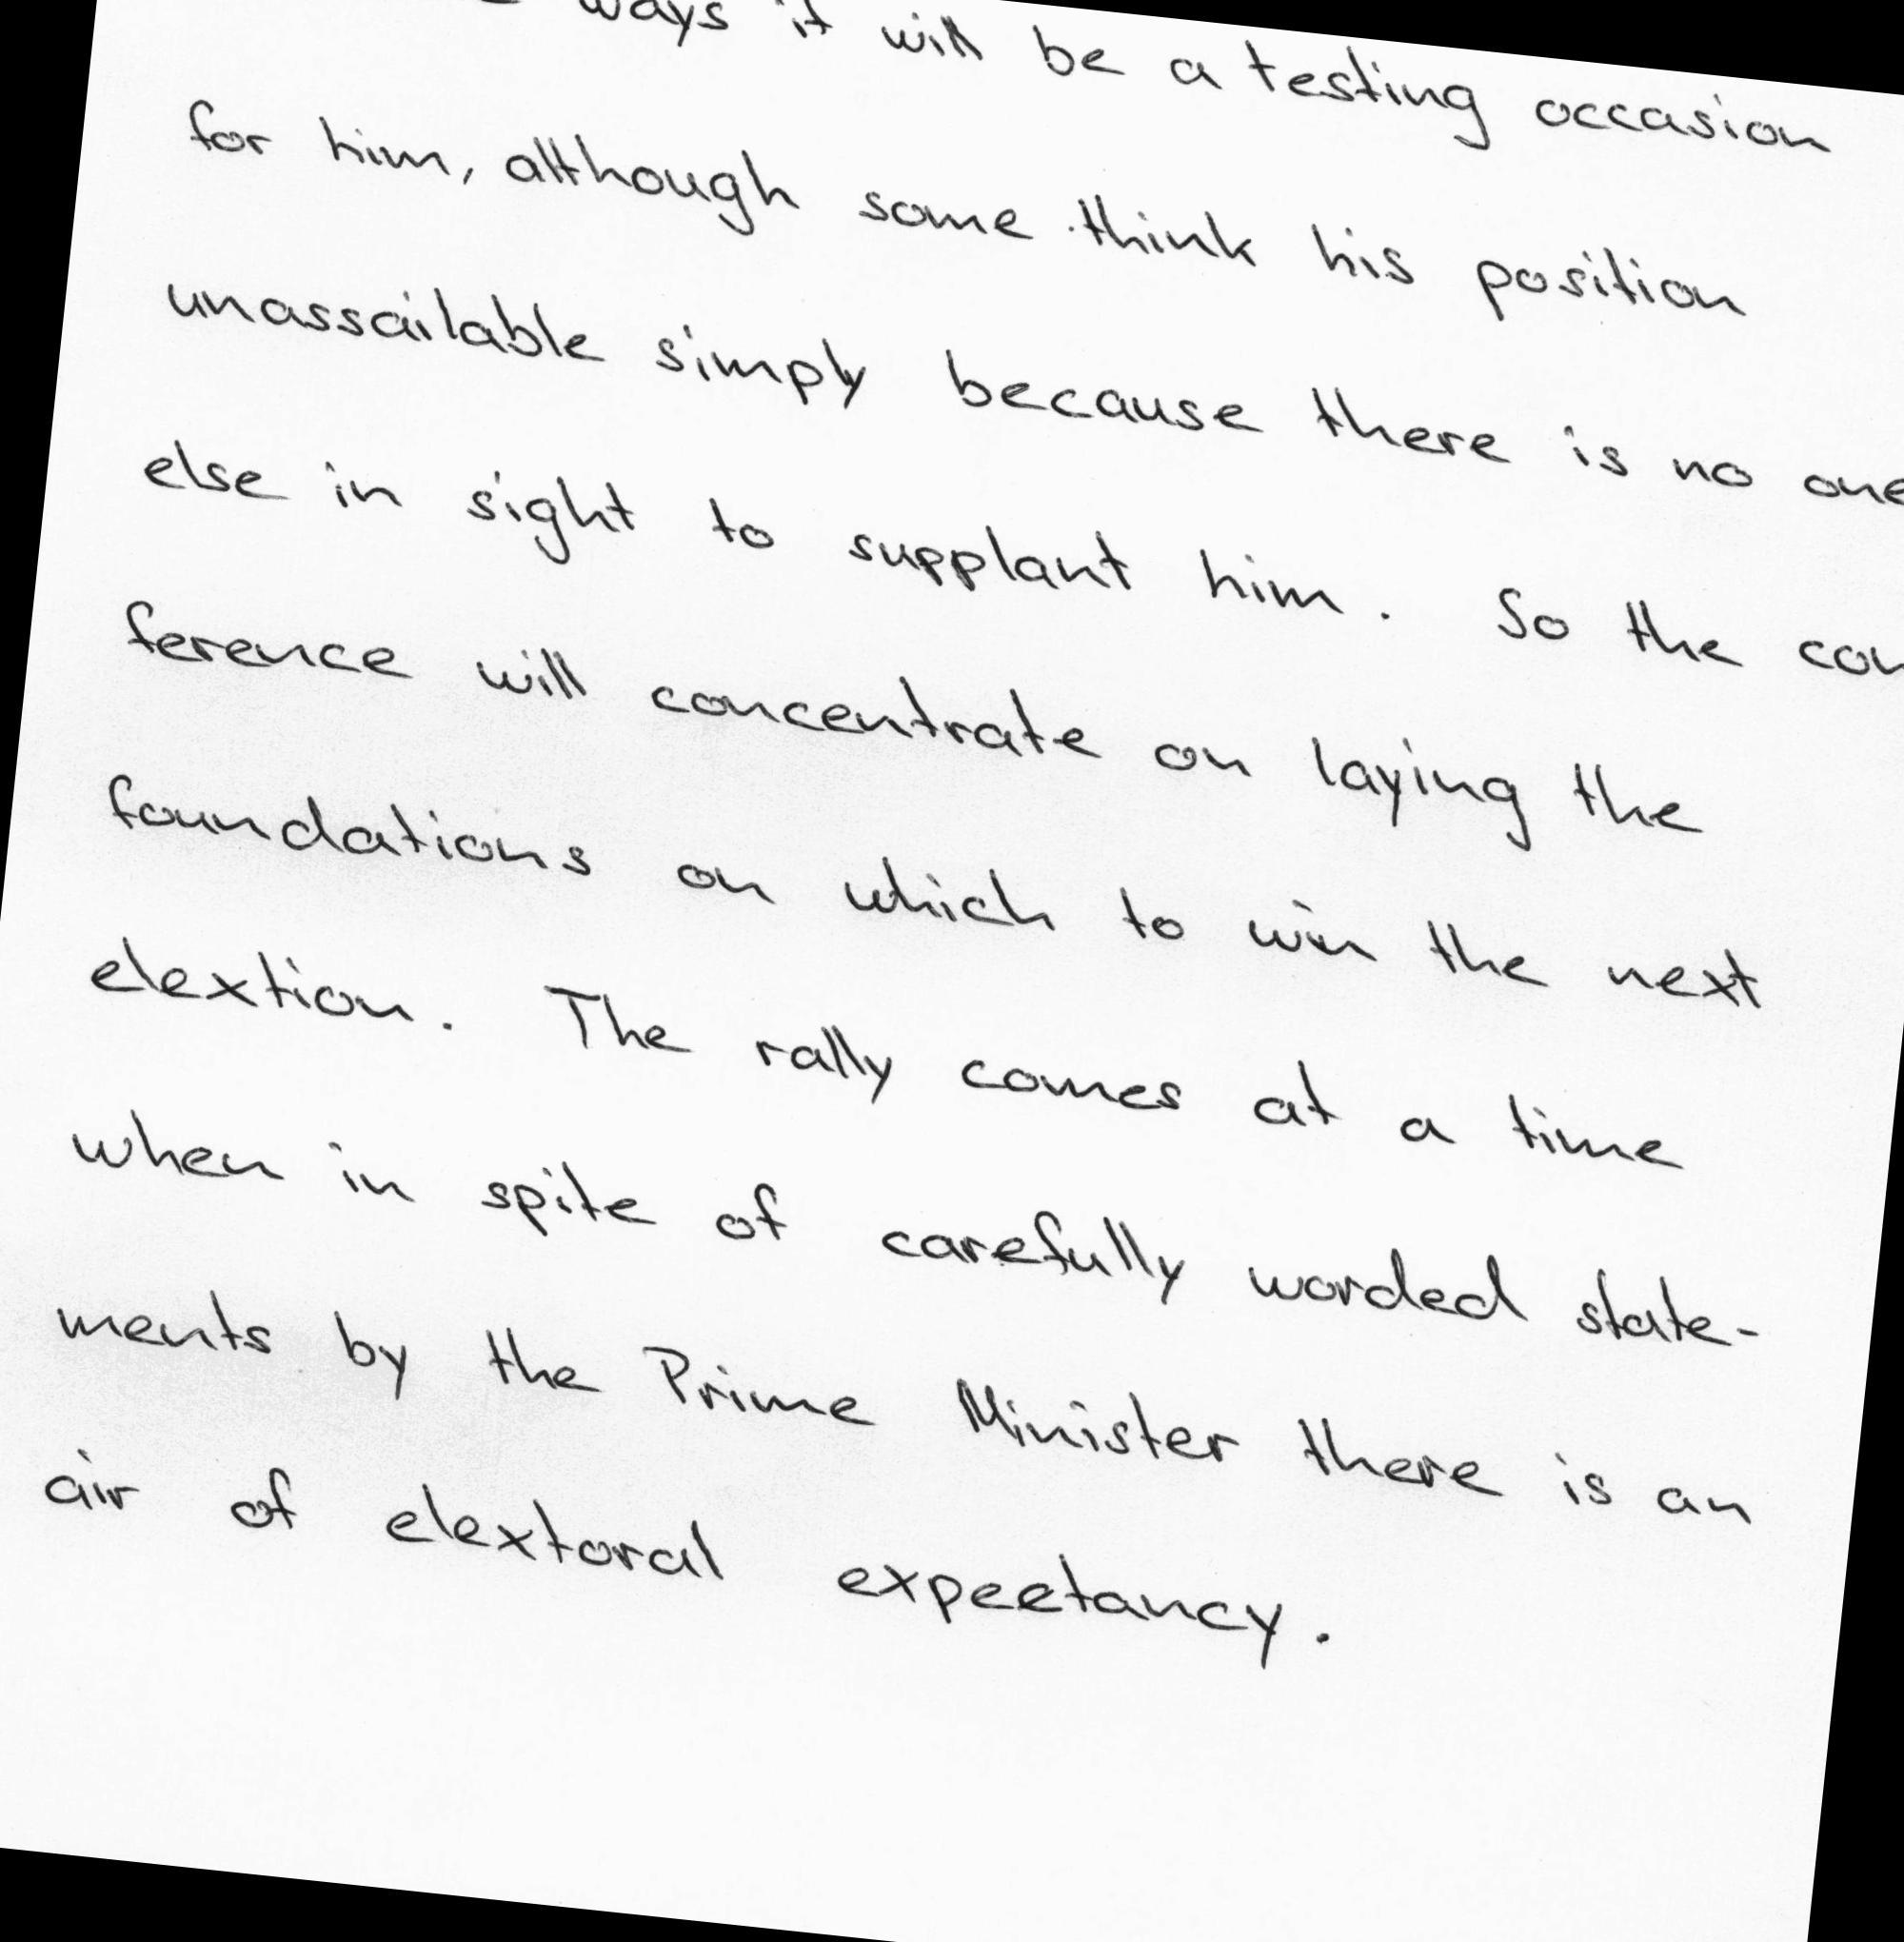 ways it will be a testing occasion
for him, although some think his position
unassailable simply because there is no one
else in sight to supplant him. So the con
ference will concentrate on laying the
foundations on which to win the next
elextion. The rally comes at a time
when in spite of carefully worded state-
ments by the Prime Minister there is an
air of elextoral expeetancy.